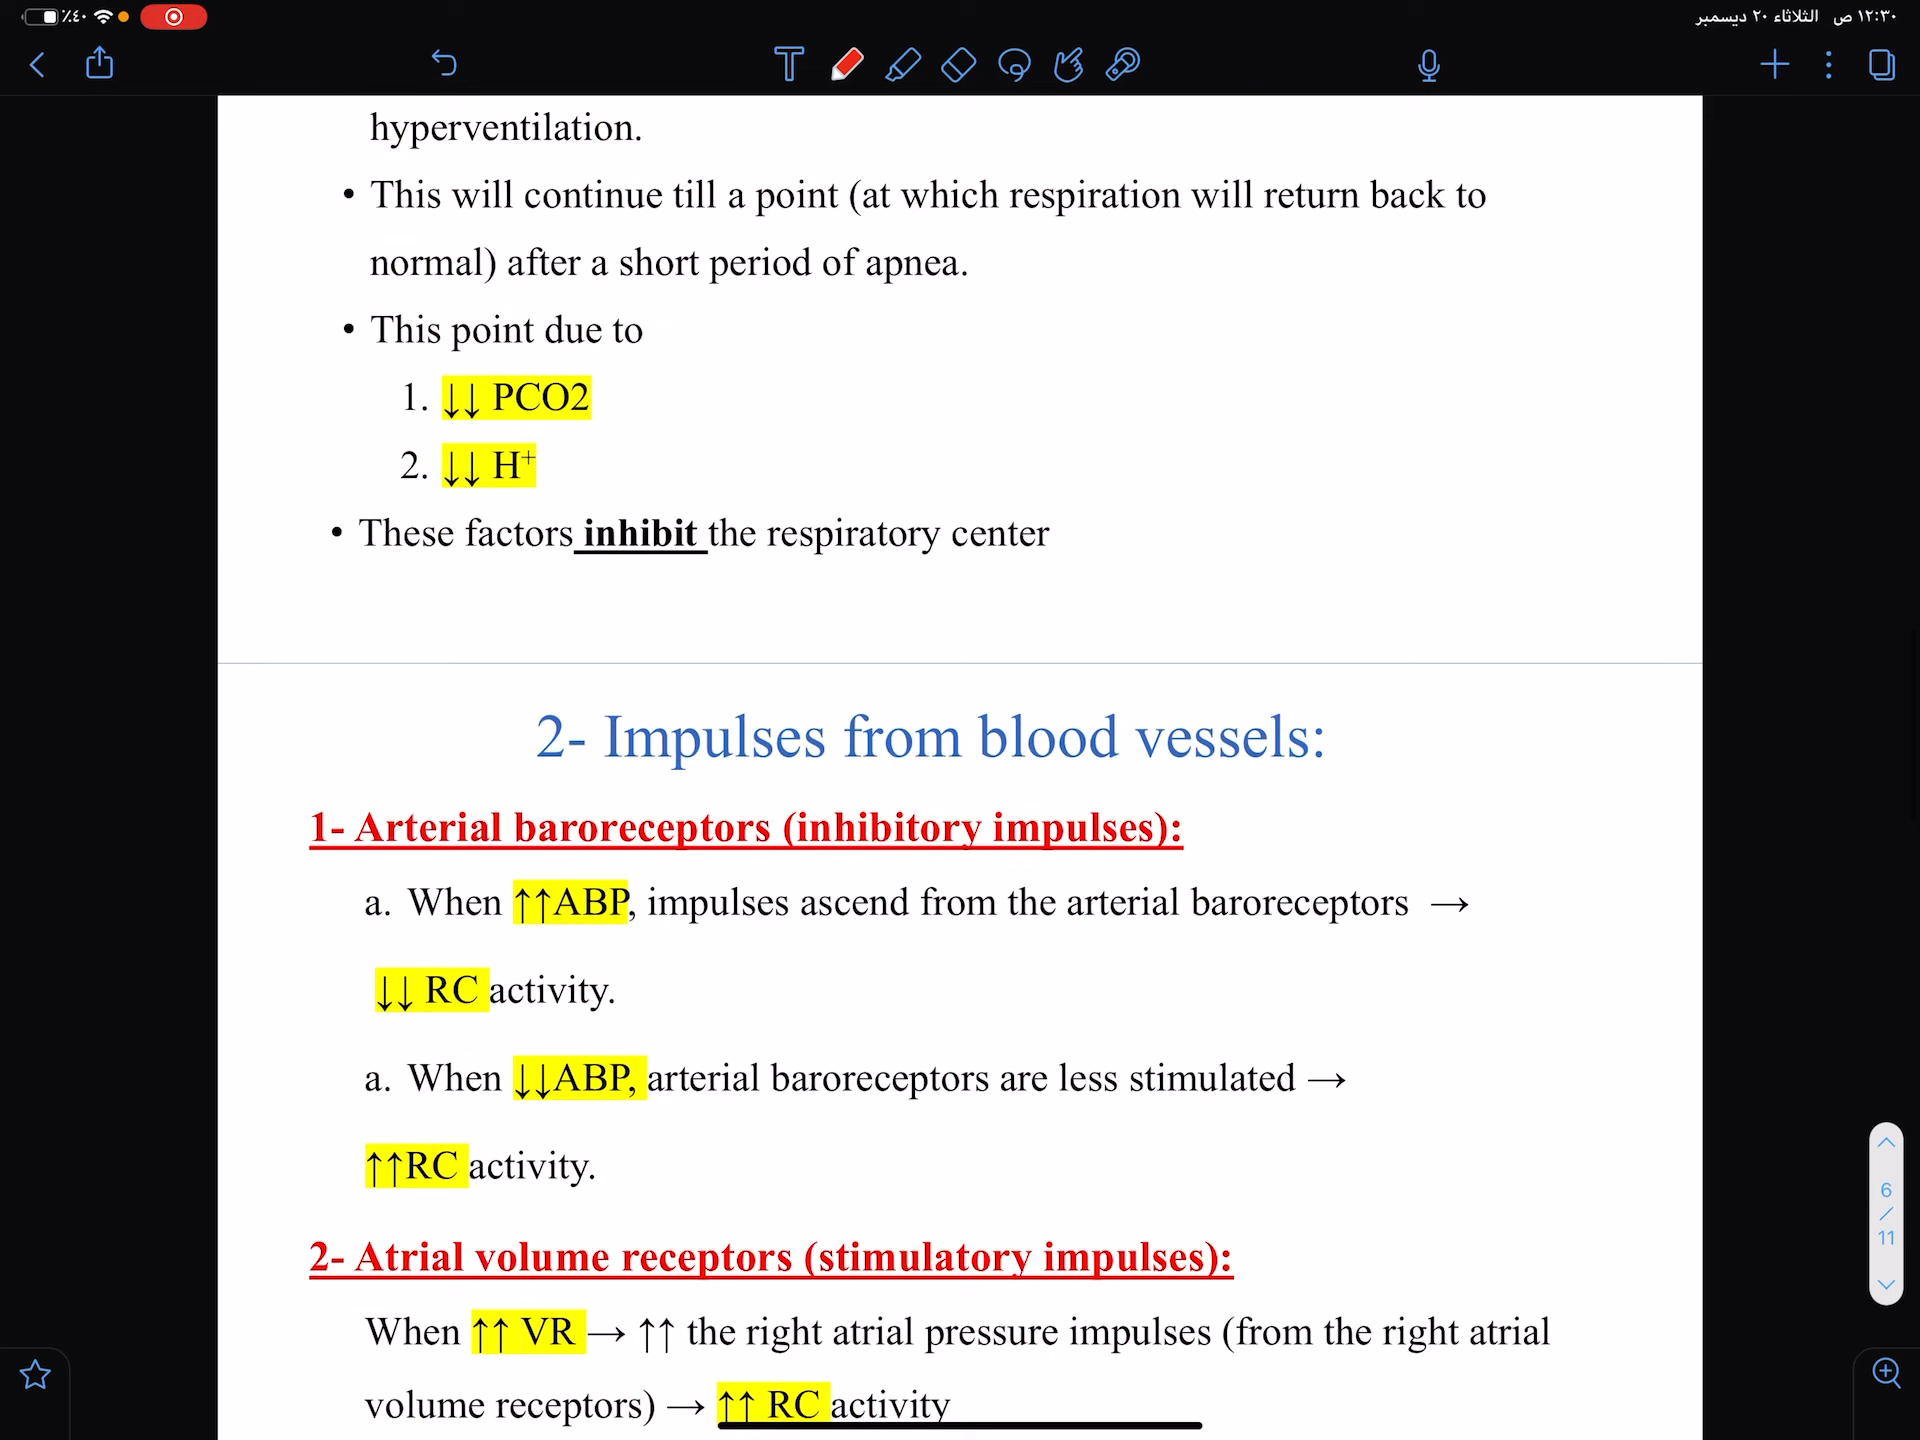 ٪٤٠
١٢:٣٠ ص الثلاثاء ٢٠ ديسمبر
hyperventilation.
• This will continue till a point (at which respiration will return back to
normal) after a short period of apnea.
• This point due to
1. ↓↓ PCO2
2. ↓↓ H⁺
• These factors inhibit the respiratory center
2- Impulses from blood vessels:
1- Arterial baroreceptors (inhibitory impulses):
a. When ↑↑ABP, impulses ascend from the arterial baroreceptors →
↓↓ RC activity.
a. When ↓↓ABP, arterial baroreceptors are less stimulated →
↑↑RC activity.
2- Atrial volume receptors (stimulatory impulses):
When ↑↑ VR → ↑↑ the right atrial pressure impulses (from the right atrial
volume receptors) → ↑↑ RC activity
6
/
11